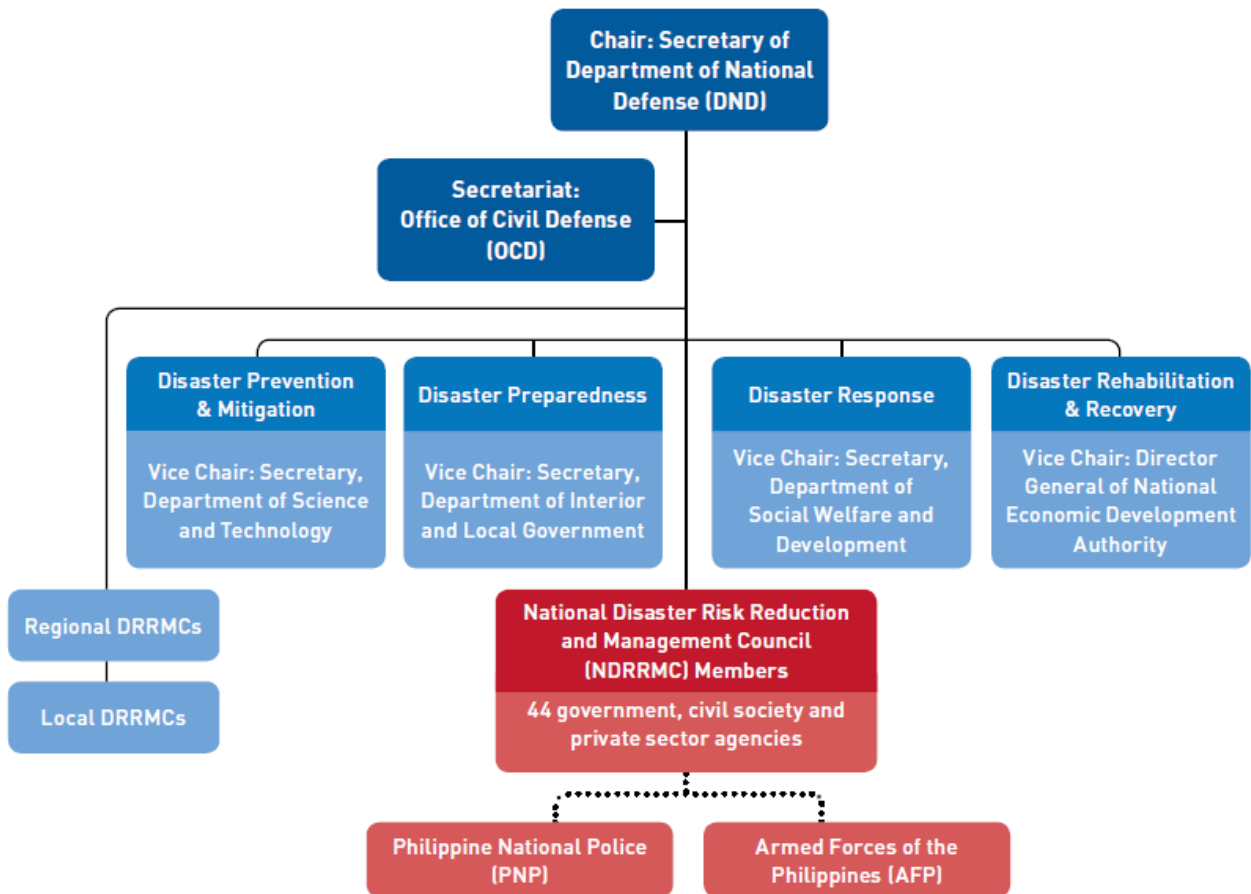 Chair: Secretary of
Department of National
Defense (DND)
Secretariat:
Office of Civil Defense
(OCD)
Disaster Prevention
& Mitigation
Vice Chair: Secretary,
Department of Science
and Technology
Disaster Preparedness
Vice Chair: Secretary,
Department of Interior
and Local Government
Disaster Response
Vice Chair: Secretary,
Department of
Social Welfare and
Development
Disaster Rehabilitation
& Recovery
Vice Chair: Director
General of National
Economic Development
Authority
Regional DRRMCs
Local DRRMCs
National Disaster Risk Reduction
and Management Council
(NDRRMC) Members
44 government, civil society and
private sector agencies
Philippine National Police
(PNP)
Armed Forces of the
Philippines (AFP)